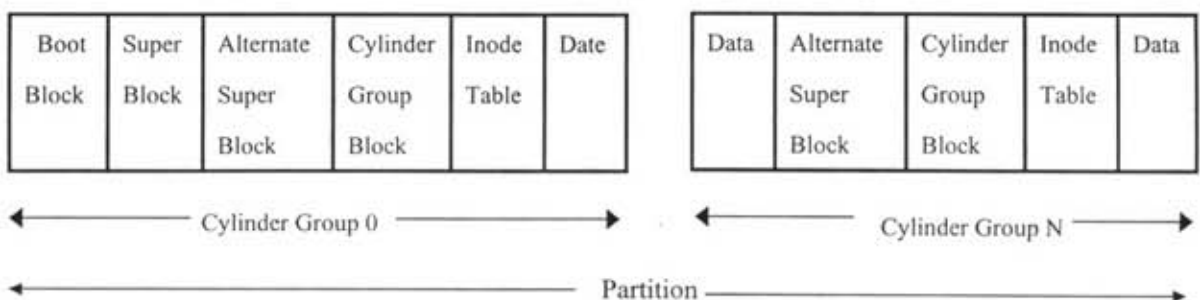 Boot Block
Super Block
Alternate Super Block
Cylinder Group Block
Inode Table
Date
Data
Alternate Super Block
Cylinder Group Block
Inode Table
Data
Cylinder Group 0
Cylinder Group N
Partition